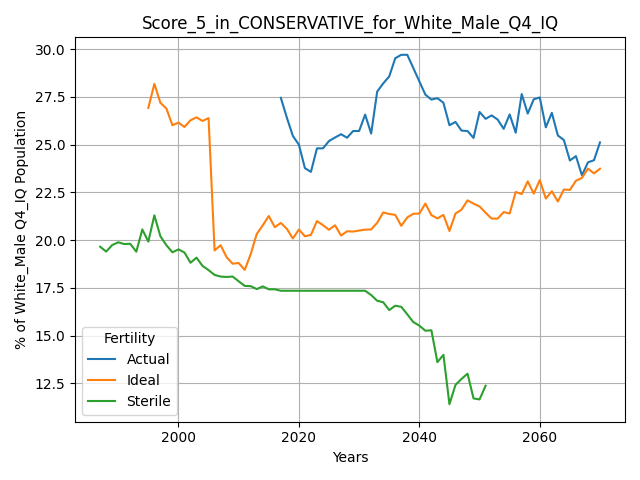 Score_5_in_CONSERVATIVE_for_White_Male_Q4_IQ
% of White_Male Q4_IQ Population
30.0
27.5
25.0
22.5
20.0
17.5
15.0
12.5
Fertility
Actual
Ideal
Sterile
2000
2020
2040
2060
Years